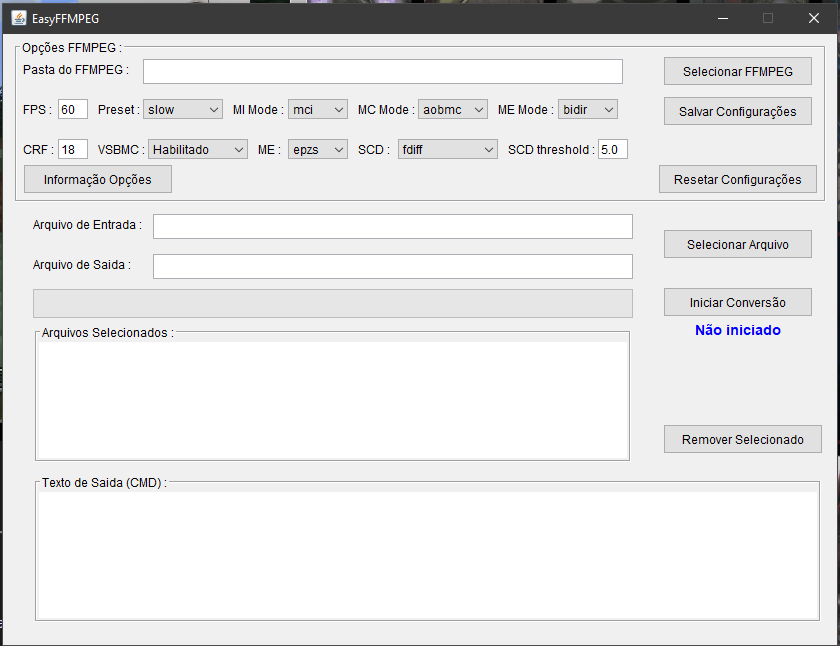 EasyFFMPEG
Opções FFMPEG :
Pasta do FFMPEG : Selecionar FFMPEG
FPS : 60 Preset : slow MI Mode : mci MC Mode : aobmc ME Mode : bidir Salvar Configurações
CRF : 18 VSBMC : Habilitado ME : epzs SCD : fdiff SCD threshold : 5.0
Informação Opções Resetar Configurações
Arquivo de Entrada : Selecionar Arquivo
Arquivo de Saida :
Iniciar Conversão
Não iniciado
Arquivos Selecionados :
Remover Selecionado
Texto de Saida (CMD) :